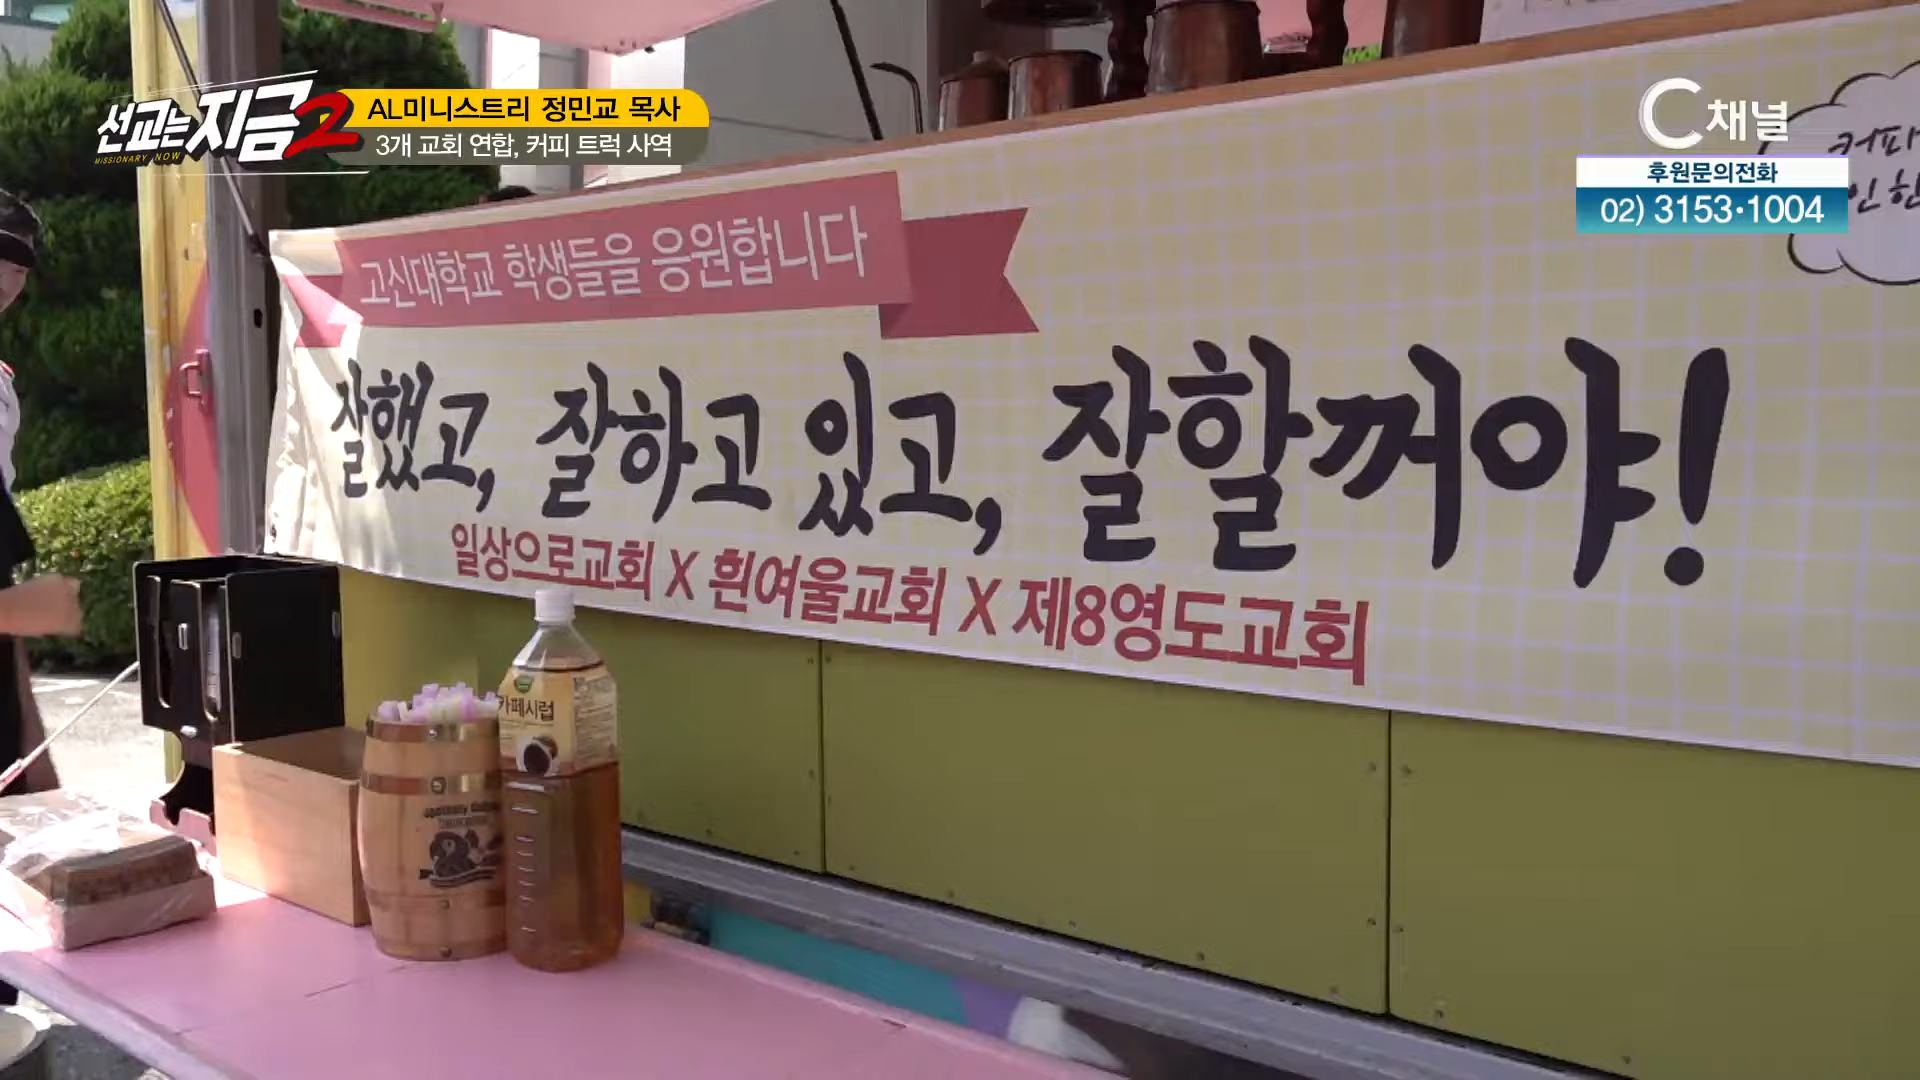 선교는 지금2
MISSIONARY NOW
AL미니스트리 정민교 목사
3개 교회 연합, 커피 트럭 사역
C채널
후원문의전화
02) 3153·1004
고신대학교 학생들을 응원합니다
잘했고, 잘하고 있고, 잘할꺼야!
일상으로교회 X 흰여울교회 X 제8영도교회
카페시럽